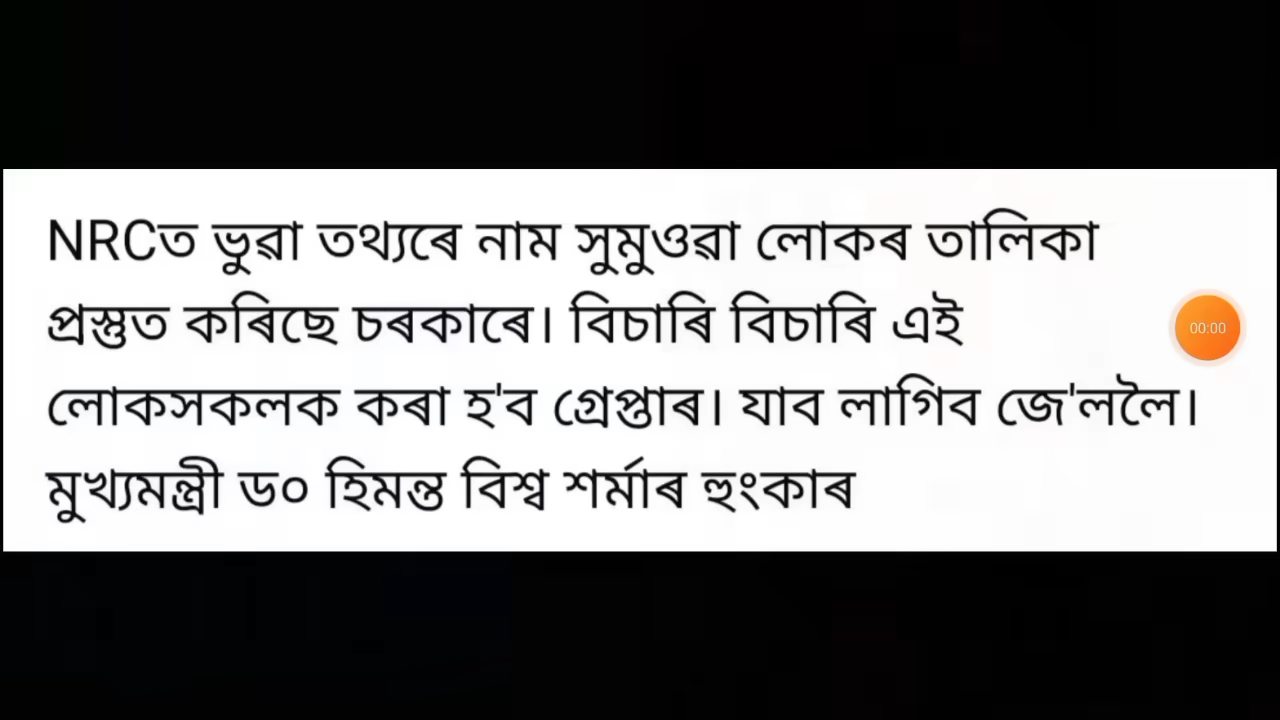 NRCত ভুৱা তথ্যৰে নাম সুমুওৱা লোকৰ তালিকা
প্ৰস্তুত কৰিছে চৰকাৰে। বিচাৰি বিচাৰি এই
লোকসকলক কৰা হ'ব গ্ৰেপ্তাৰ। যাব লাগিব জে'ললৈ।
মুখ্যমন্ত্ৰী ড০ হিমন্ত বিশ্ব শৰ্মাৰ হুংকাৰ
00:00